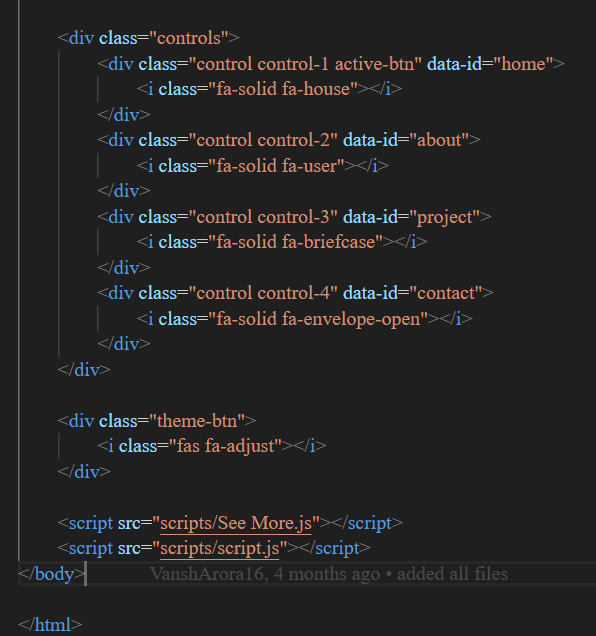 <div class="controls">
<div class="control control-1 active-btn" data-id="home">
<i class="fa-solid fa-house"></i>
</div>
<div class="control control-2" data-id="about">
<i class="fa-solid fa-user"></i>
</div>
<div class="control control-3" data-id="project">
<i class="fa-solid fa-briefcase"></i>
</div>
<div class="control control-4" data-id="contact">
<i class="fa-solid fa-envelope-open"></i>
</div>
</div>
<div class="theme-btn">
<i class="fas fa-adjust"></i>
</div>
<script src="scripts/See More.js"></script>
<script src="scripts/script.js"></script>
</body> VanshArora16, 4 months ago • added all files
</html>